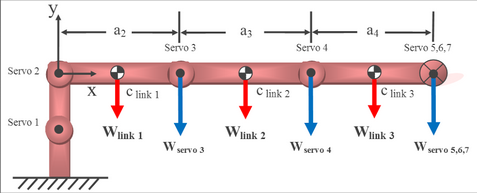 y
a2
a3
a4
Servo 3
Servo 4
Servo 5,6,7
Servo 2
X
c link 1
c link 2
c link 3
Servo 1
Wlink 1
Wservo 3
Wlink 2
Wservo 4
Wlink 3
Wservo 5,6,7